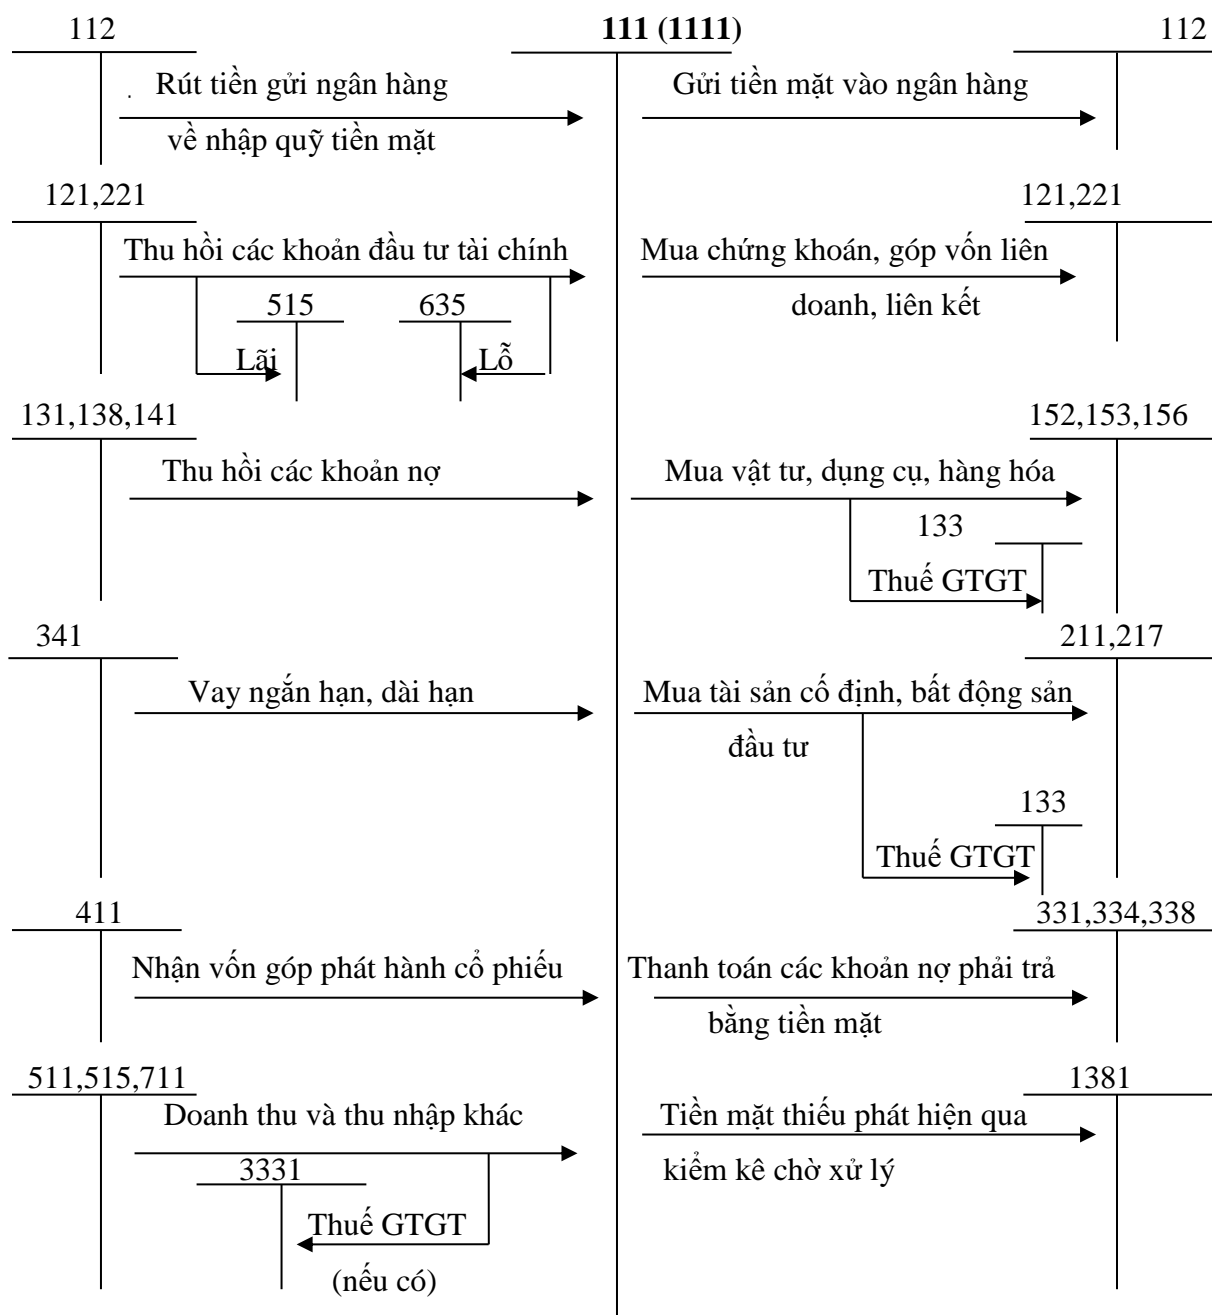 112
111 (1111)
112
Rút tiền gửi ngân hàng
Gửi tiền mặt vào ngân hàng
về nhập quỹ tiền mặt
121,221
121,221
Thu hồi các khoản đầu tư tài chính
Mua chứng khoán, góp vốn liên
515
635
doanh, liên kết
Lãi
Lỗ
131,138,141
152,153,156
Thu hồi các khoản nợ
Mua vật tư, dụng cụ, hàng hóa
133
Thuế GTGT
341
211,217
Vay ngắn hạn, dài hạn
Mua tài sản cố định, bất động sản
đầu tư
133
Thuế GTGT
411
331,334,338
Nhận vốn góp phát hành cổ phiếu
Thanh toán các khoản nợ phải trả
bằng tiền mặt
511,515,711
1381
Doanh thu và thu nhập khác
Tiền mặt thiếu phát hiện qua
3331
kiểm kê chờ xử lý
Thuế GTGT
(nếu có)